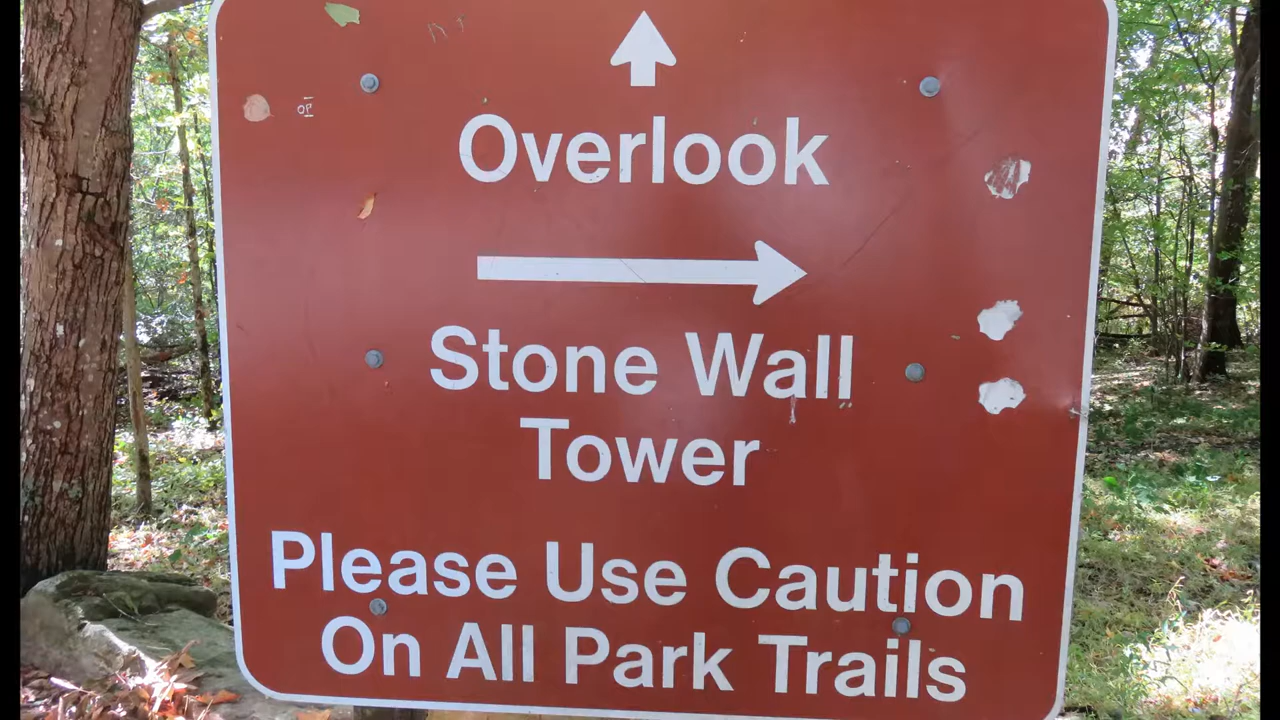 Overlook
Stone Wall
Tower
Please Use Caution
On All Park Trails